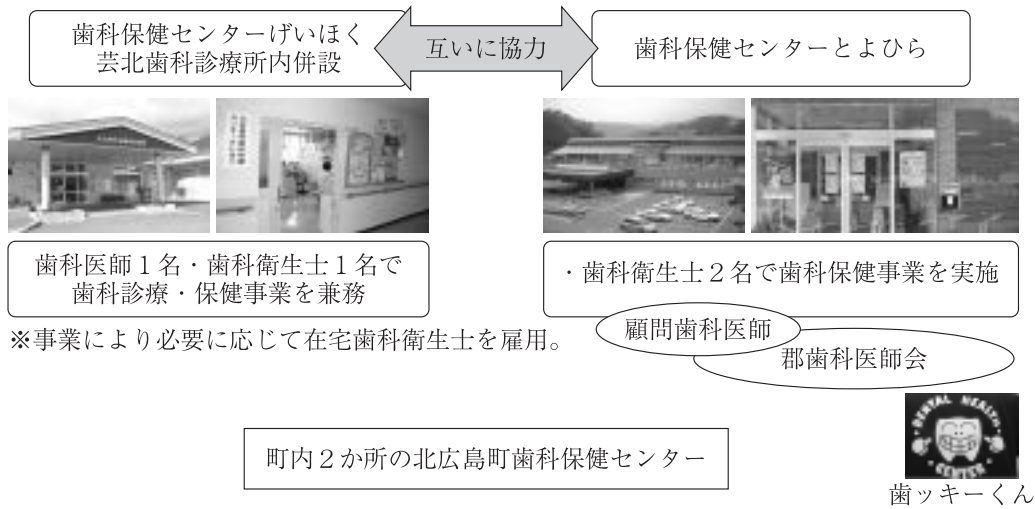 歯科保健センターげいほく
芸北歯科診療所内併設
互いに協力
歯科保健センターとよひら
歯科医師１名・歯科衛生士１名で
歯科診療・保健事業を兼務
・歯科衛生士２名で歯科保健事業を実施
※事業により必要に応じて在宅歯科衛生士を雇用。
顧問歯科医師
郡歯科医師会
DENTAL HEALTH
CENTER
町内２か所の北広島町歯科保健センター
歯ッキーくん